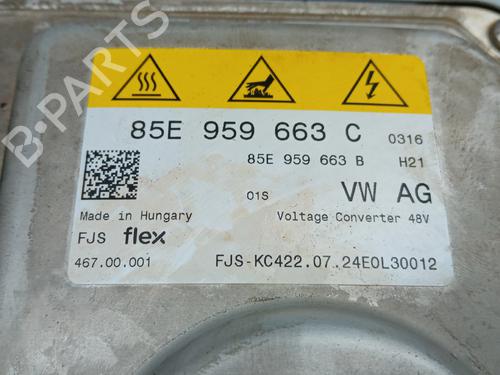 85E 959 663 C 0316
85E 959 663 B H21
01S VW AG
Made in Hungary Voltage Converter 48V
FJS flex
467.00.001 FJS-KC422.07.24E0L30012
B-PARTS